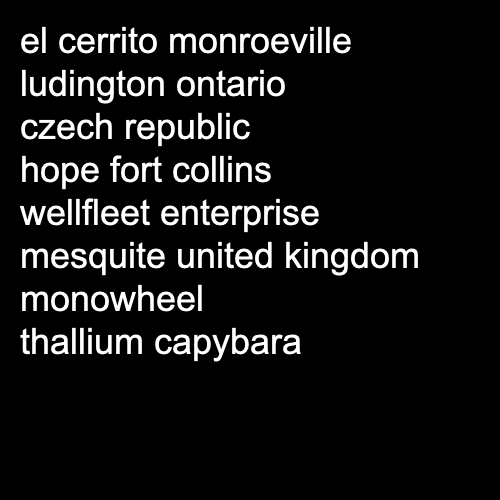 el cerrito monroeville
ludington ontario
czech republic
hope fort collins
wellfleet enterprise
mesquite united kingdom
monowheel
thallium capybara